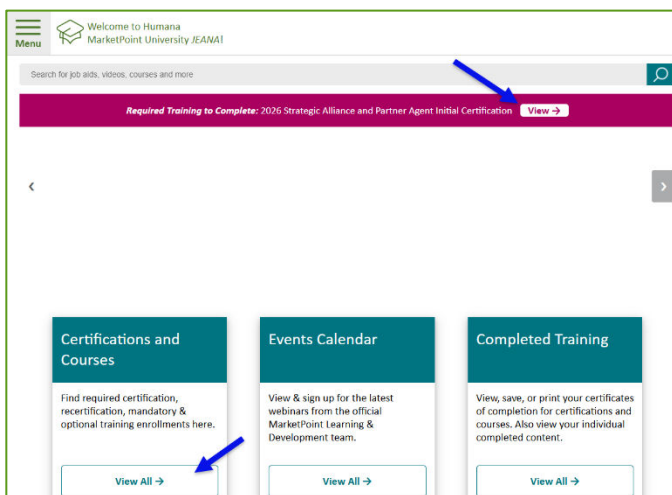 Menu
Welcome to Humana
MarketPoint University JEANA!
Search for job aids, videos, courses and more
Required Training to Complete: 2026 Strategic Alliance and Partner Agent Initial Certification View →
Certifications and
Courses
Find required certification,
recertification, mandatory &
optional training enrollments here.
View All →
Events Calendar
View & sign up for the latest
webinars from the official
MarketPoint Learning &
Development team.
View All →
Completed Training
View, save, or print your certificates
of completion for certifications and
courses. Also view your individual
completed content.
View All →